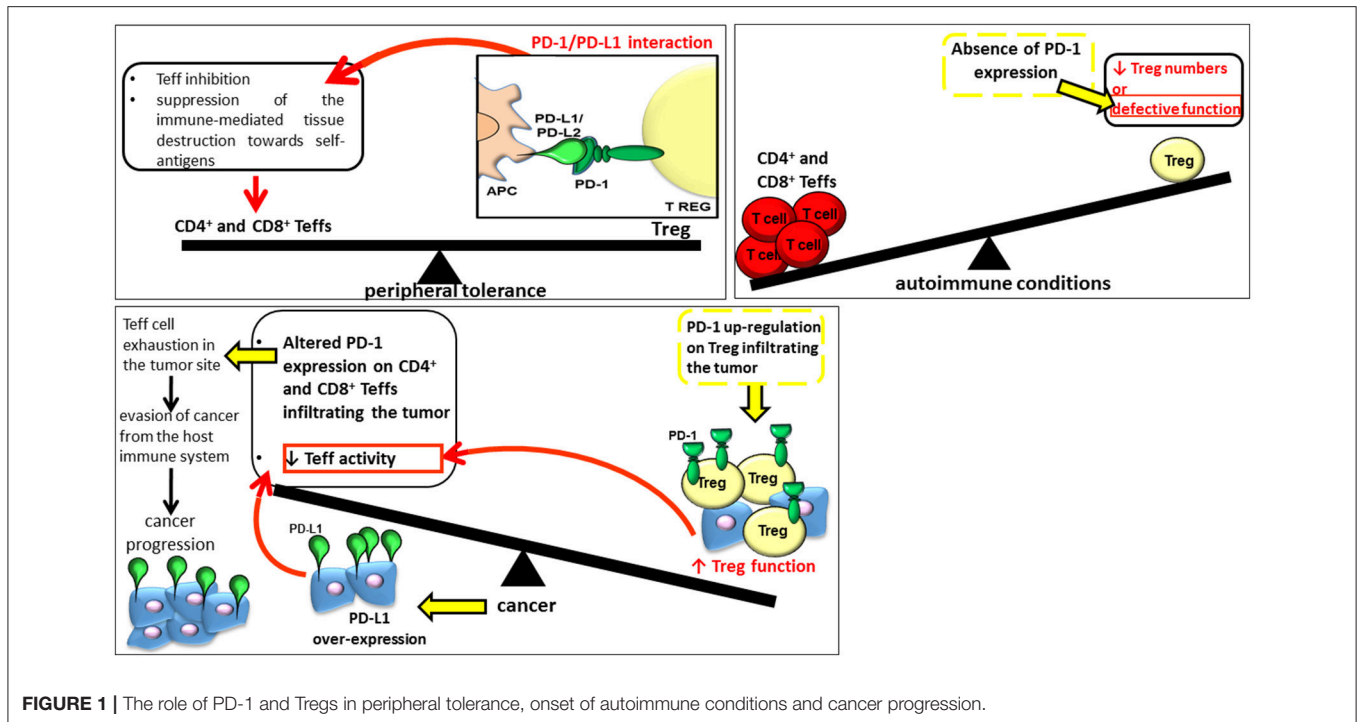 PD-1/PD-L1 interaction
• Teff inhibition
• suppression of the
immune-mediated tissue
destruction towards self-
antigens
PD-L1/
PD-L2
APC
PD-1
T REG
CD4⁺ and CD8⁺ Teffs
Treg
peripheral tolerance
Absence of PD-1
expression
↓ Treg numbers
or
defective function
CD4⁺ and
CD8⁺ Teffs
T cell
T cell
T cell
T cell
Treg
autoimmune conditions
Teff cell
exhaustion in
the tumor site
evasion of cancer
from the host
immune system
cancer
progression
• Altered PD-1
expression on CD4⁺
and CD8⁺ Teffs
infiltrating the tumor
• ↓ Teff activity
PD-L1
PD-L1
over-expression
cancer
PD-1 up-regulation
on Treg infiltrating
the tumor
PD-1
Treg
Treg
Treg
↑ Treg function
FIGURE 1 | The role of PD-1 and Tregs in peripheral tolerance, onset of autoimmune conditions and cancer progression.